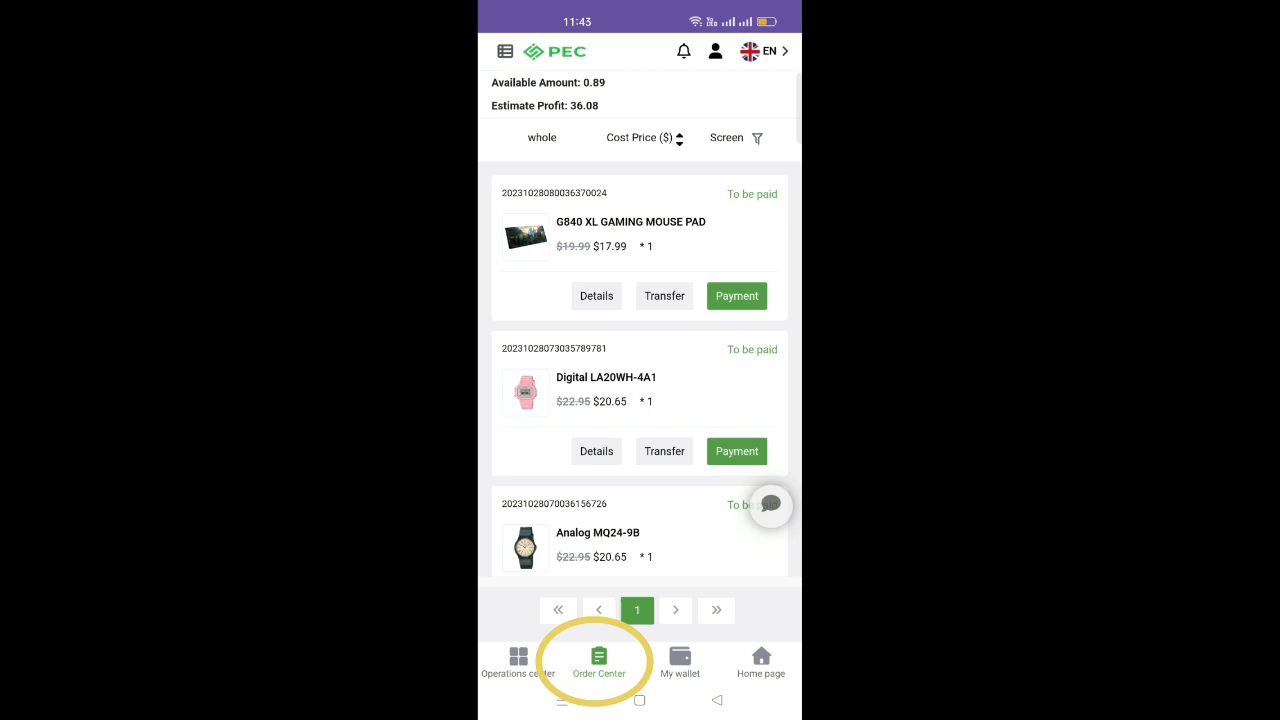 11:43
PEC
EN
Available Amount: 0.89
Estimate Profit: 36.08
whole
Cost Price ($)
Screen
20231028080036370024
To be paid
G840 XL GAMING MOUSE PAD
$19.99 $17.99 * 1
Details
Transfer
Payment
20231028073035789781
To be paid
Digital LA20WH-4A1
$22.95 $20.65 * 1
Details
Transfer
Payment
20231028070036156726
To be paid
Analog MQ24-9B
$22.95 $20.65 * 1
1
Operations center
Order Center
My wallet
Home page